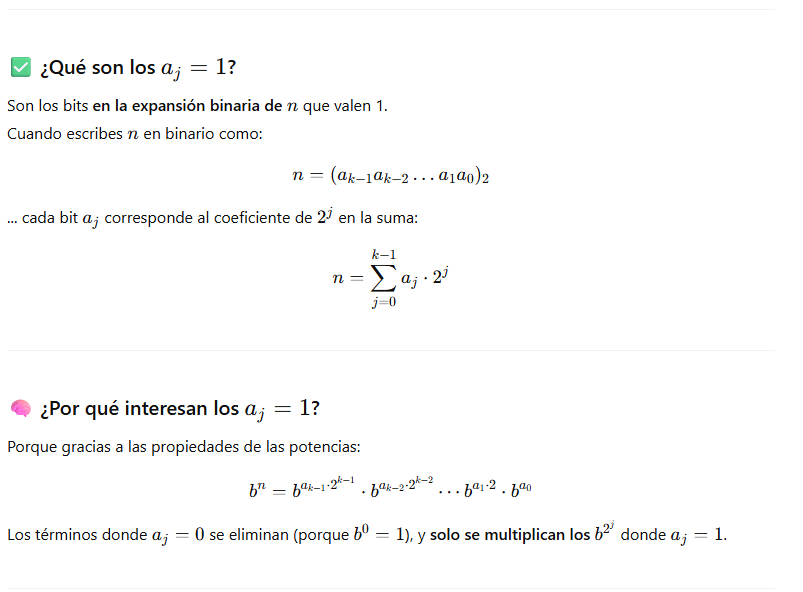 ✅ ¿Qué son los $a_j = 1$?
Son los bits en la expansión binaria de $n$ que valen 1.
Cuando escribes $n$ en binario como:
$n = (a_{k-1}a_{k-2} \ldots a_1 a_0)_2$
... cada bit $a_j$ corresponde al coeficiente de $2^j$ en la suma:
$n = \sum_{j=0}^{k-1} a_j \cdot 2^j$
🧠 ¿Por qué interesan los $a_j = 1$?
Porque gracias a las propiedades de las potencias:
$b^n = b^{a_{k-1} \cdot 2^{k-1}} \cdot b^{a_{k-2} \cdot 2^{k-2}} \cdots b^{a_1 \cdot 2} \cdot b^{a_0}$
Los términos donde $a_j = 0$ se eliminan (porque $b^0 = 1$), y solo se multiplican los $b^{2^j}$ donde $a_j = 1$.